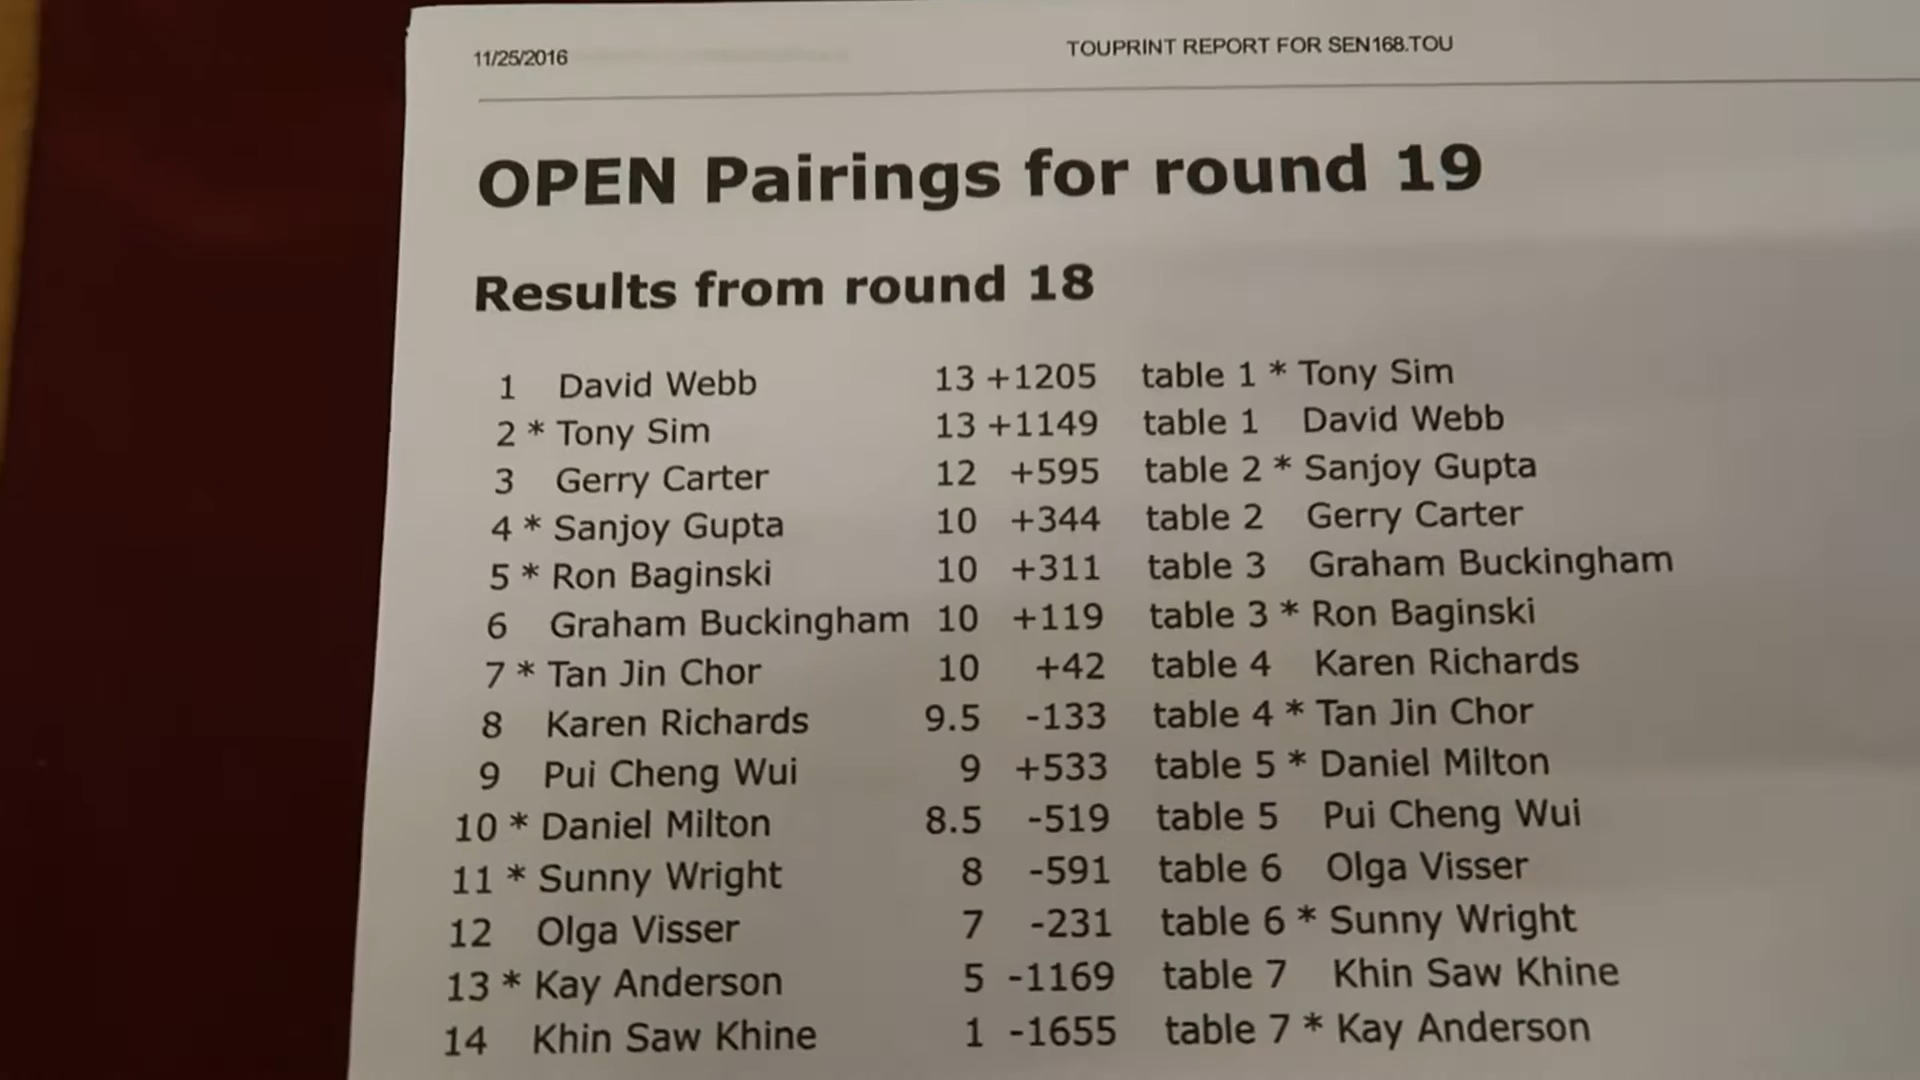 11/25/2016 TOUPRINT REPORT FOR SEN168.TOU
OPEN Pairings for round 19
Results from round 18
1 David Webb 13 +1205 table 1 * Tony Sim
2 * Tony Sim 13 +1149 table 1 David Webb
3 Gerry Carter 12 +595 table 2 * Sanjoy Gupta
4 * Sanjoy Gupta 10 +344 table 2 Gerry Carter
5 * Ron Baginski 10 +311 table 3 Graham Buckingham
6 Graham Buckingham 10 +119 table 3 * Ron Baginski
7 * Tan Jin Chor 10 +42 table 4 Karen Richards
8 Karen Richards 9.5 -133 table 4 * Tan Jin Chor
9 Pui Cheng Wui 9 +533 table 5 * Daniel Milton
10 * Daniel Milton 8.5 -519 table 5 Pui Cheng Wui
11 * Sunny Wright 8 -591 table 6 Olga Visser
12 Olga Visser 7 -231 table 6 * Sunny Wright
13 * Kay Anderson 5 -1169 table 7 Khin Saw Khine
14 Khin Saw Khine 1 -1655 table 7 * Kay Anderson